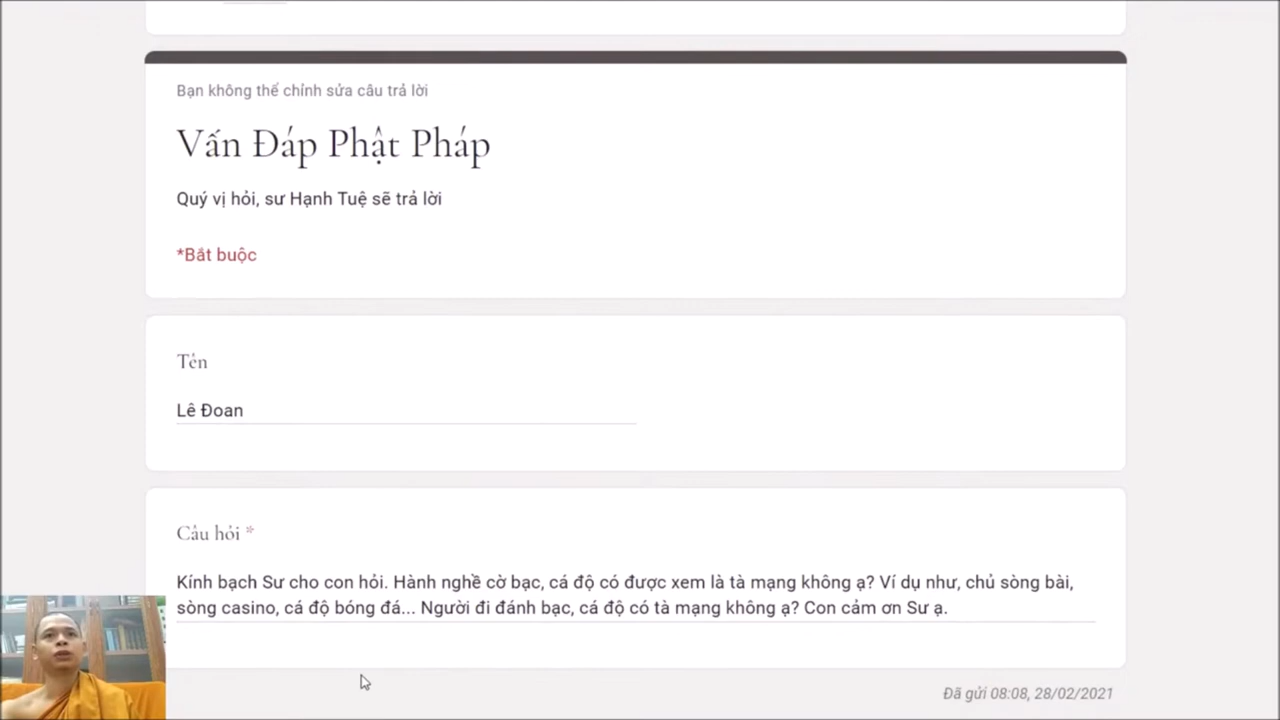 Bạn không thể chỉnh sửa câu trả lời
Vấn Đáp Phật Pháp
Quý vị hỏi, sư Hạnh Tuệ sẽ trả lời
*Bắt buộc
Tên
Lê Đoan
Câu hỏi *
Kính bạch Sư cho con hỏi. Hành nghề cờ bạc, cá độ có được xem là tà mạng không ạ? Ví dụ như, chủ sòng bài,
sòng casino, cá độ bóng đá... Người đi đánh bạc, cá độ có tà mạng không ạ? Con cảm ơn Sư ạ.
Đã gửi 08:08, 28/02/2021